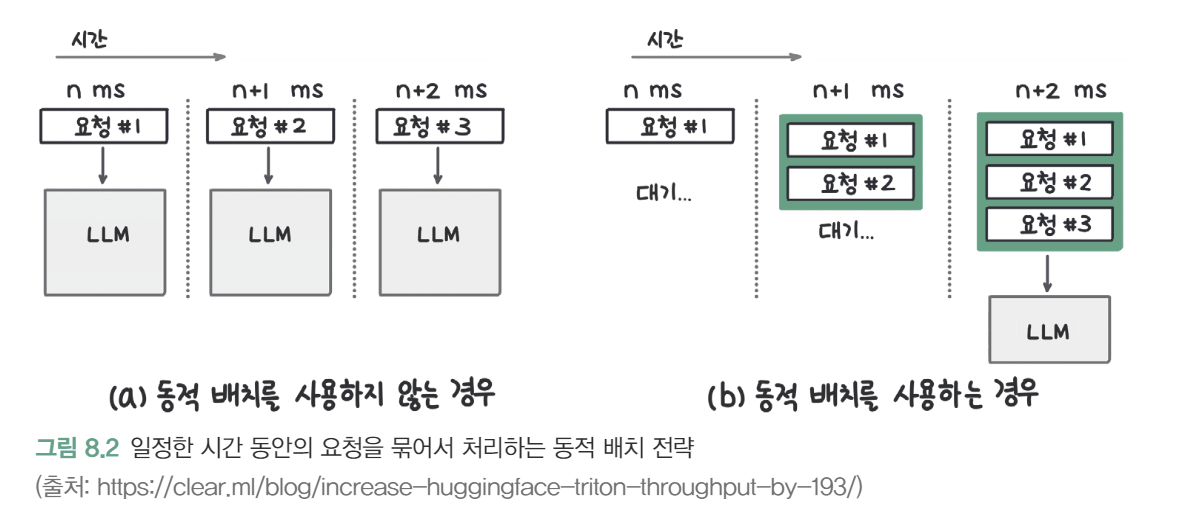 시간
n ms
n+1 ms
n+2 ms
요청 #1
요청 #2
요청 #3
LLM
LLM
LLM
(a) 동적 배치를 사용하지 않는 경우
시간
n ms
n+1 ms
n+2 ms
요청 #1
대기...
요청 #1
요청 #2
대기...
요청 #1
요청 #2
요청 #3
LLM
(b) 동적 배치를 사용하는 경우
그림 8.2 일정한 시간 동안의 요청을 묶어서 처리하는 동적 배치 전략
(출처: https://clear.ml/blog/increase-huggingface-triton-throughput-by-193/)